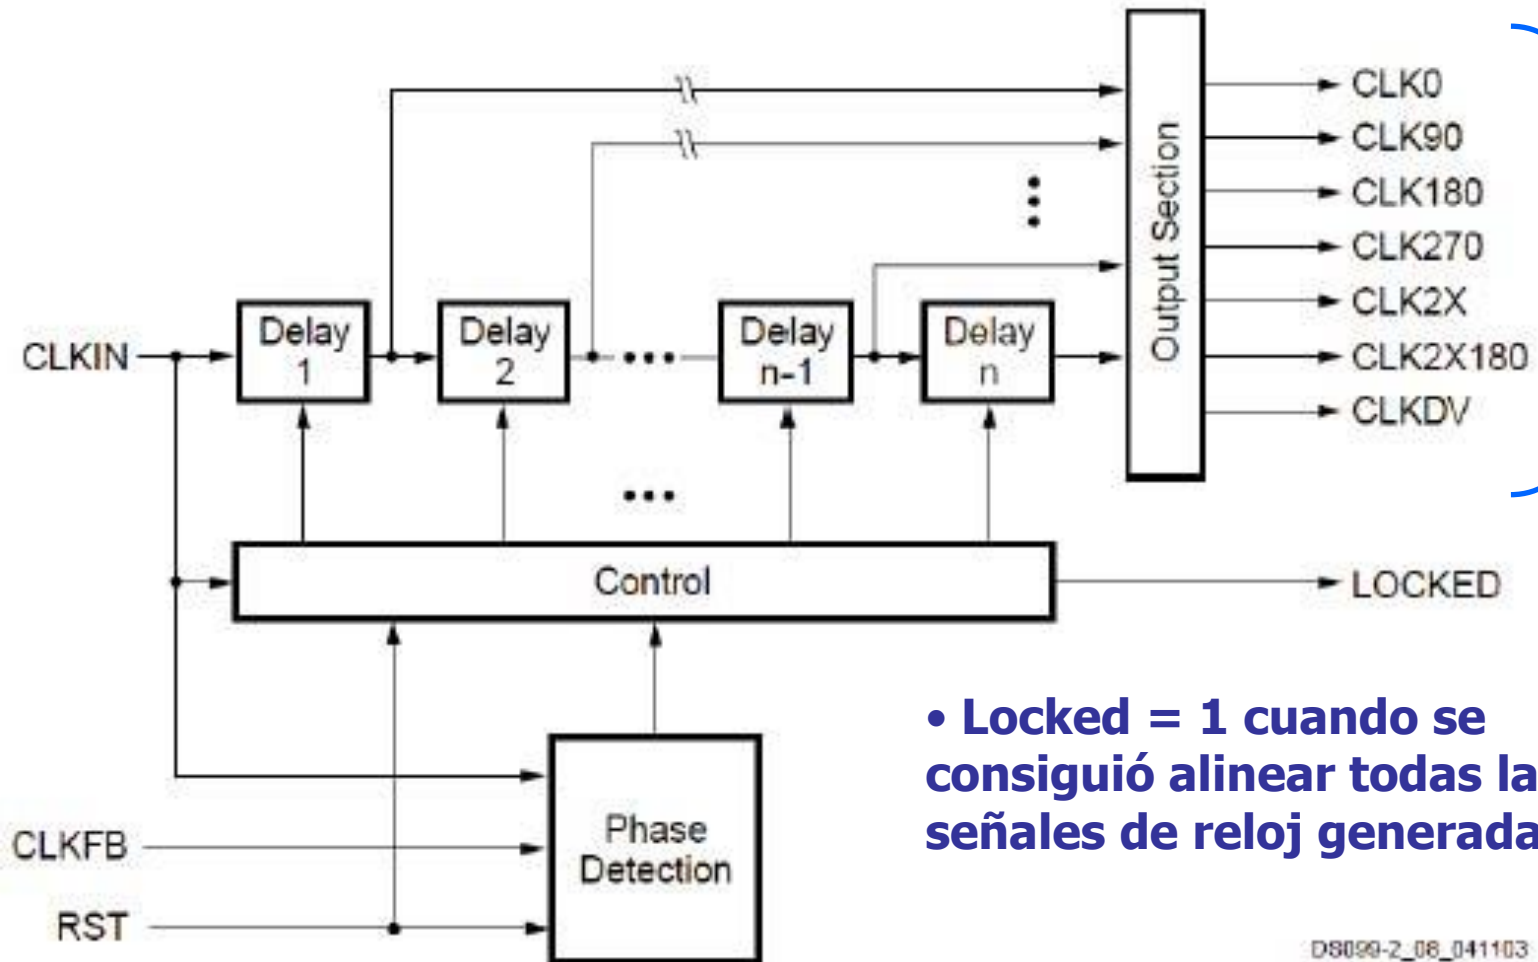 CLK0
CLK90
CLK180
CLK270
CLK2X
CLK2X180
CLKDV
Output Section
CLKIN
Delay
1
Delay
2
Delay
n-1
Delay
n
Control
LOCKED
Phase
Detection
CLKFB
RST
• Locked = 1 cuando se
consiguió alinear todas la
señales de reloj generada
DS099-2_08_041103